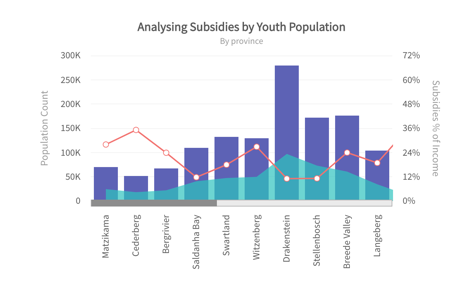 Analysing Subsidies by Youth Population
By province
300K
250K
200K
150K
100K
50K
0
Population Count
72%
60%
48%
36%
24%
12%
0%
Subsidies % of Income
Matzikama
Cederberg
Bergrivier
Saldanha Bay
Swartland
Witzenberg
Drakenstein
Stellenbosch
Breede Valley
Langeberg